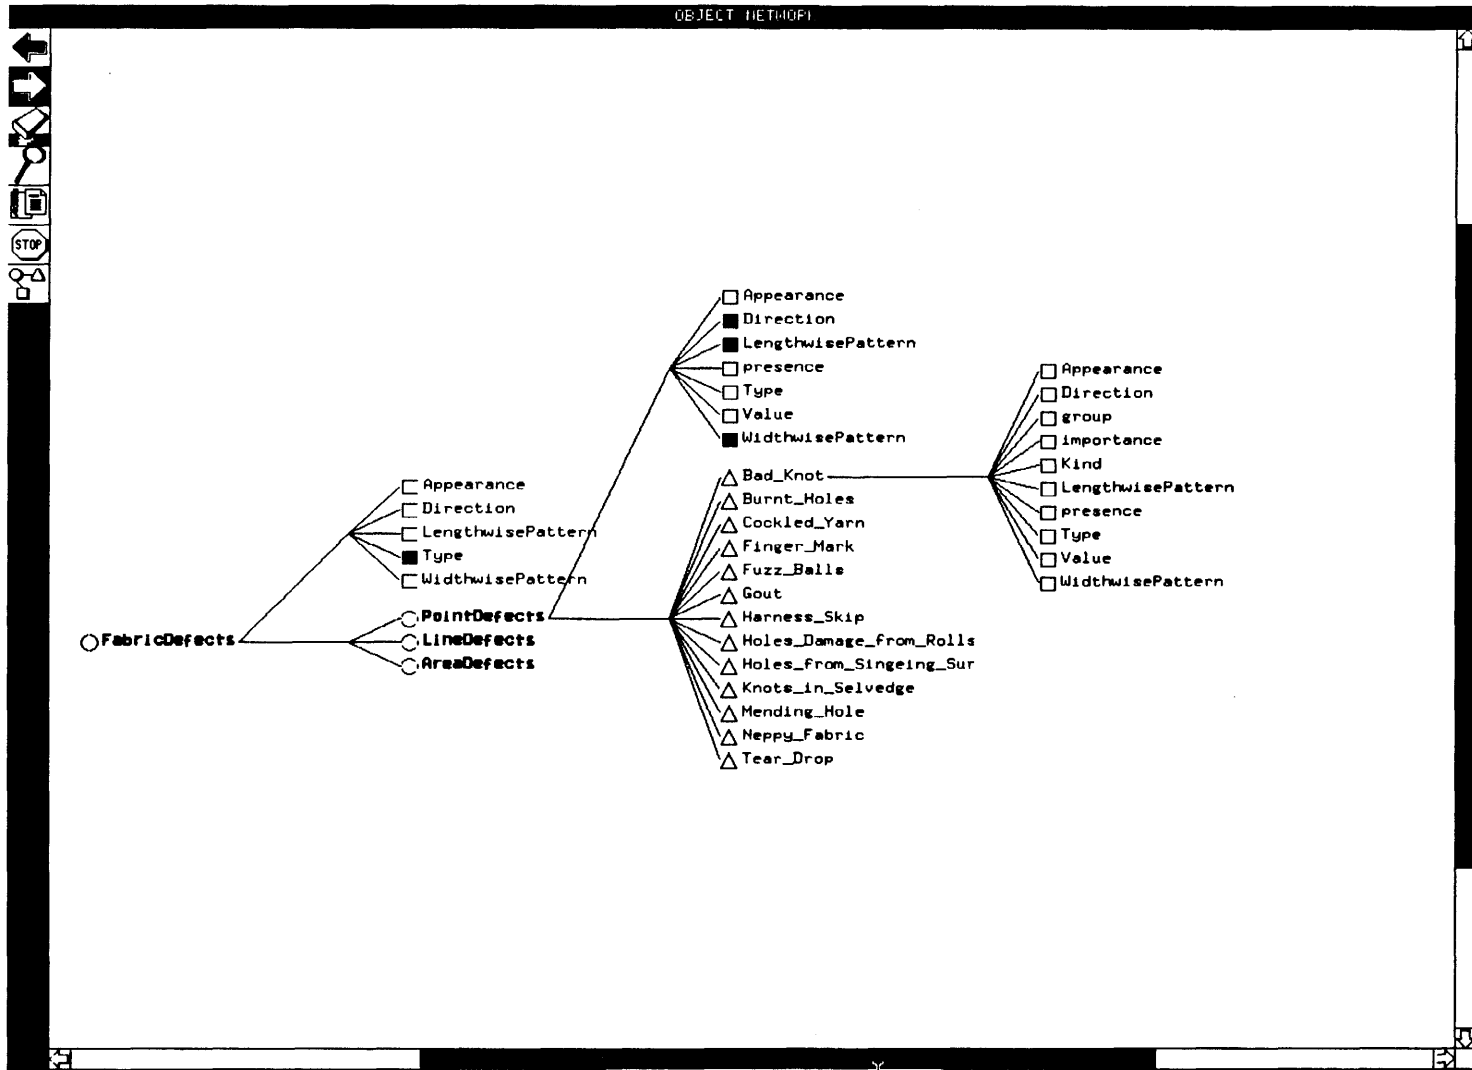 OBJECT NETWORK
STOP
Appearance
Direction
LengthwisePattern
presence
Type
Value
WidthwisePattern
Appearance
Direction
group
importance
Kind
LengthwisePattern
presence
Type
Value
WidthwisePattern
Appearance
Direction
LengthwisePattern
Type
WidthwisePattern
FabricDefects
PointDefects
LineDefects
AreaDefects
Bad_Knot
Burnt_Holes
Cockled_Yarn
Finger_Mark
Fuzz_Balls
Gout
Harness_Skip
Holes_Damage_from_Rolls
Holes_from_Singeing_Sur
Knots_in_Selvedge
Mending_Hole
Neppy_Fabric
Tear_Drop